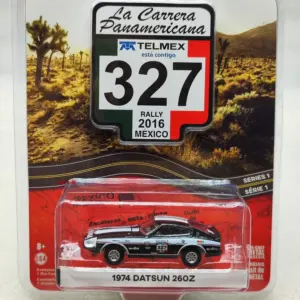 La Carrera
Panamericana
TELMEX
está contigo
327
RALLY
2016
MEXICO
SERIES 1
SÉRIE 1
1974 DATSUN 260Z